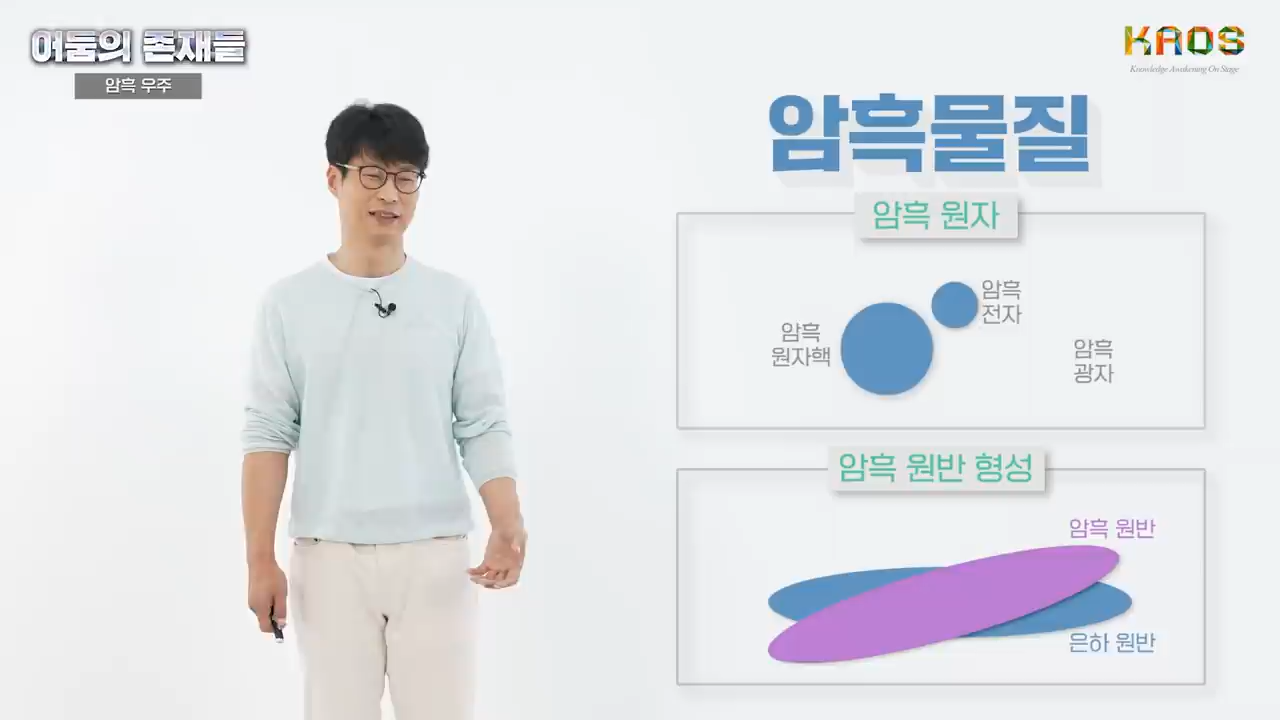 어둠의 존재들
암흑 우주
KAOS
Knowledge Awakening On Stage
암흑물질
암흑 원자
암흑
원자핵
암흑
전자
암흑
광자
암흑 원반 형성
암흑 원반
은하 원반